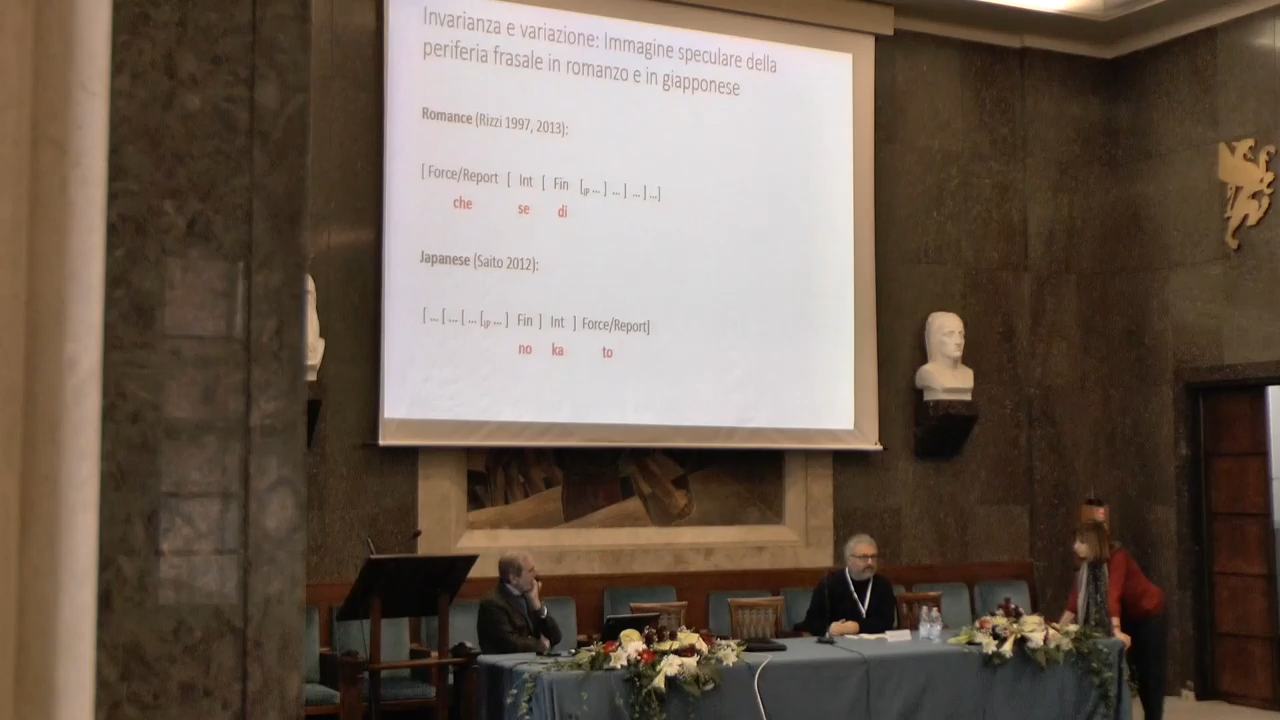 Invarianza e variazione: Immagine speculare della
periferia frasale in romanzo e in giapponese
Romance (Rizzi 1997, 2013):
[ Force/Report [ Int [ Fin [IP ... ] ... ] ... ] ...]
che se di
Japanese (Saito 2012):
[ ... [ ... [ ... [IP ... ] Fin ] Int ] Force/Report]
no ka to